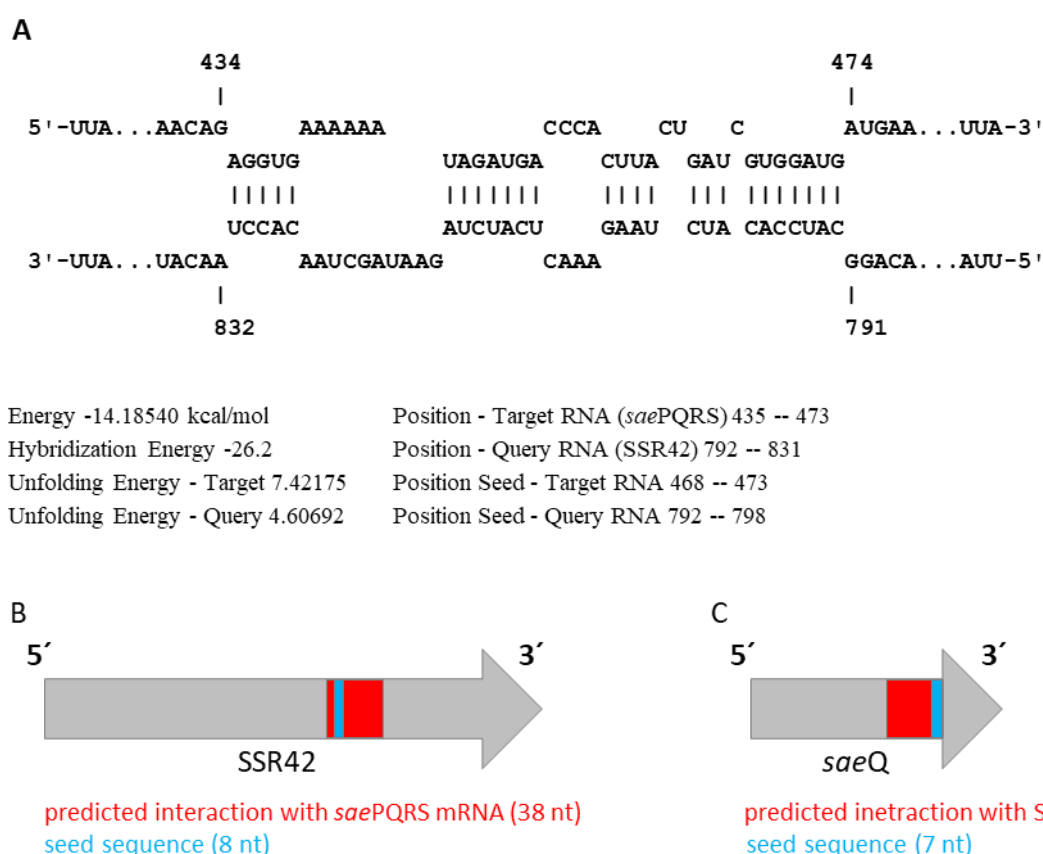 A
434 474
| |
5'-UUA...AACAG AAAAAA CCCA CU C AUGAA...UUA-3'
AGGUG UAGAUGA CUUA GAU GUGGAUG
||||| ||||||| |||| ||| |||||||
UCCAC AUCUACU GAAU CUA CACCUAC
3'-UUA...UACAA AAUCGAUAAG CAAA GGACA...AUU-5'
| |
832 791
Energy -14.18540 kcal/mol Position - Target RNA (saePQRS) 435 -- 473
Hybridization Energy -26.2 Position - Query RNA (SSR42) 792 -- 831
Unfolding Energy - Target 7.42175 Position Seed - Target RNA 468 -- 473
Unfolding Energy - Query 4.60692 Position Seed - Query RNA 792 -- 798
B C
5´ 3´ 5´ 3´
SSR42 saeQ
predicted interaction with saePQRS mRNA (38 nt) predicted inetraction with S
seed sequence (8 nt) seed sequence (7 nt)